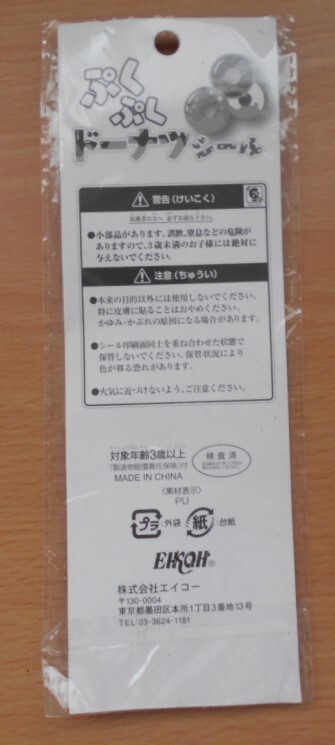 ぷく
ぷく
ドーナツシール
警告(けいこく)
保護者の方へ 必ずお読み下さい。
●小部品があります。誤飲、窒息などの危険が
ありますので、3歳未満のお子様には絶対に
与えないでください。
注意(ちゅうい)
●本来の目的以外には使用しないでください。
特に皮膚に貼ることはおやめください。
かゆみ・かぶれの原因になる場合があります。
●シール印刷面同士を重ね合わせた状態で
保管しないでください。保管状況により
色が移る恐れがあります。
●火気に近づけないよう、ご注意ください。
対象年齢3歳以上
「製造物賠償責任保険」付
MADE IN CHINA
検査済
〈素材表示〉
PU
プラ:外袋 紙:台紙
EIKOH®
株式会社エイコー
〒130-0004
東京都墨田区本所1丁目3番地13号
TEL:03-3624-1181